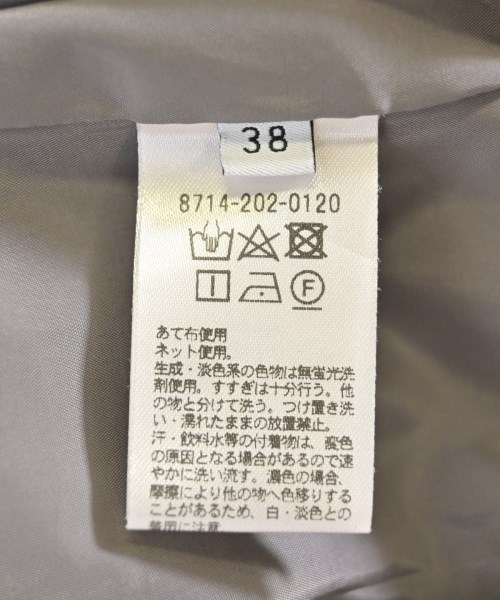 38
8714-202-0120
F
あて布使用
ネット使用。
生成・淡色系の色物は無蛍光洗
剤使用。すすぎは十分行う。他
の物と分けて洗う。つけ置き洗
い・濡れたままの放置禁止。
汗・飲料水等の付着物は、変色
の原因となる場合があるので速
やかに洗い流す。濃色の場合、
摩擦により他の物へ色移りする
ことがあるため、白・淡色との
着用に注意